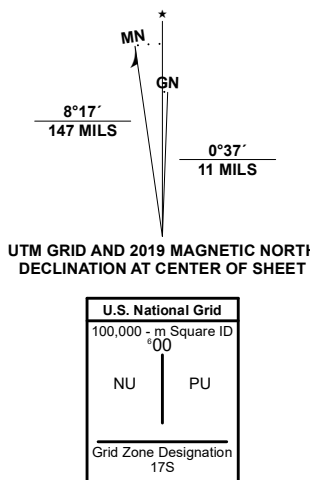 ★
MN
GN
8°17´
147 MILS
0°37´
11 MILS
UTM GRID AND 2019 MAGNETIC NORTH
DECLINATION AT CENTER OF SHEET
U.S. National Grid
100,000 - m Square ID
⁶00
NU PU
Grid Zone Designation
17S